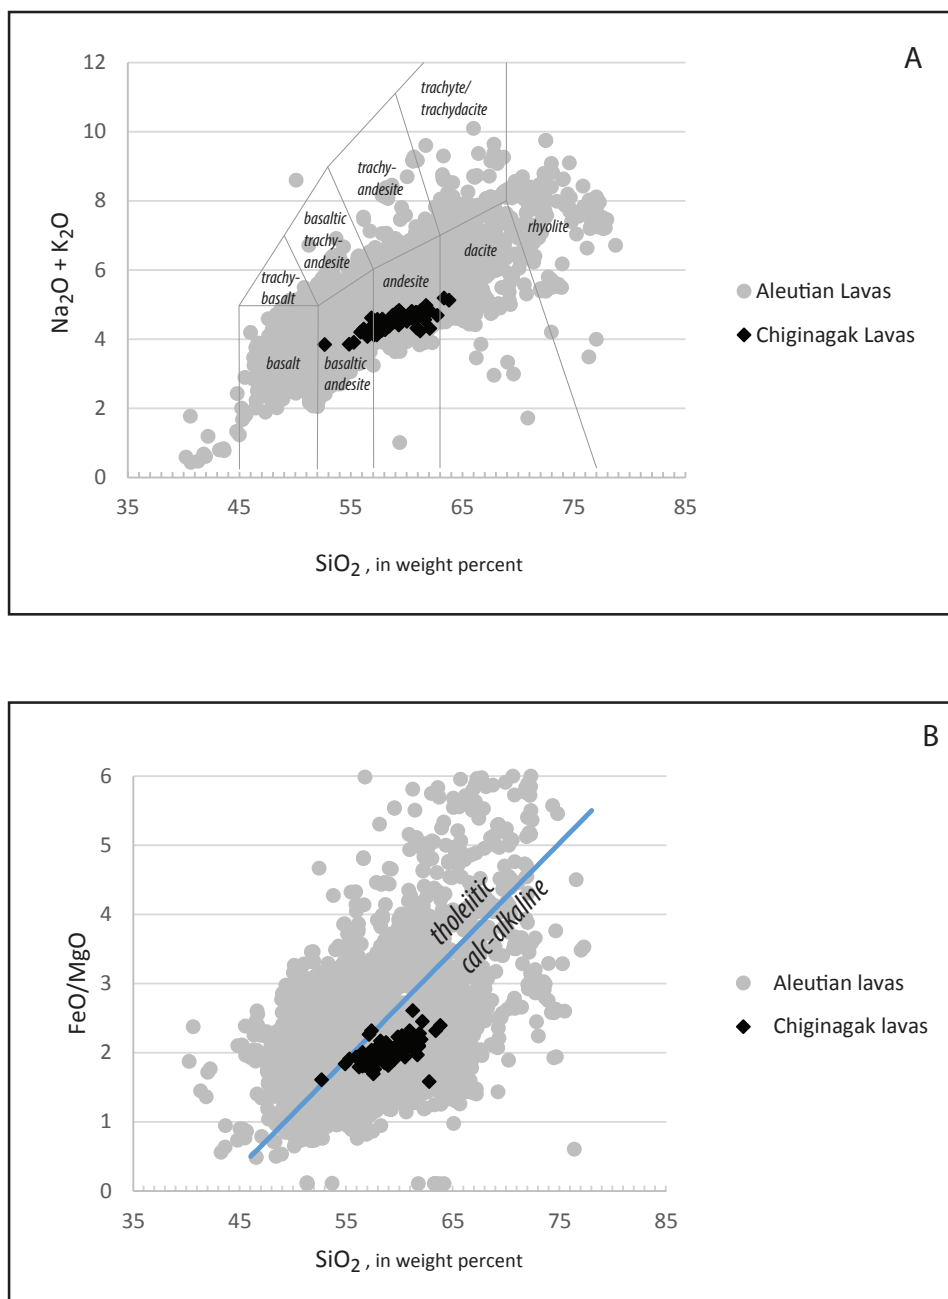 A
12
10
8
6
4
2
0
Na2O + K2O
trachyte/
trachydacite
trachy-
andesite
basaltic
trachy-
andesite
trachy-
basalt
basalt
basaltic
andesite
andesite
dacite
rhyolite
Aleutian Lavas
Chiginagak Lavas
35 45 55 65 75 85
SiO2 , in weight percent
B
6
5
4
3
2
1
0
FeO/MgO
tholeiitic
calc-alkaline
Aleutian lavas
Chiginagak lavas
35 45 55 65 75 85
SiO2 , in weight percent